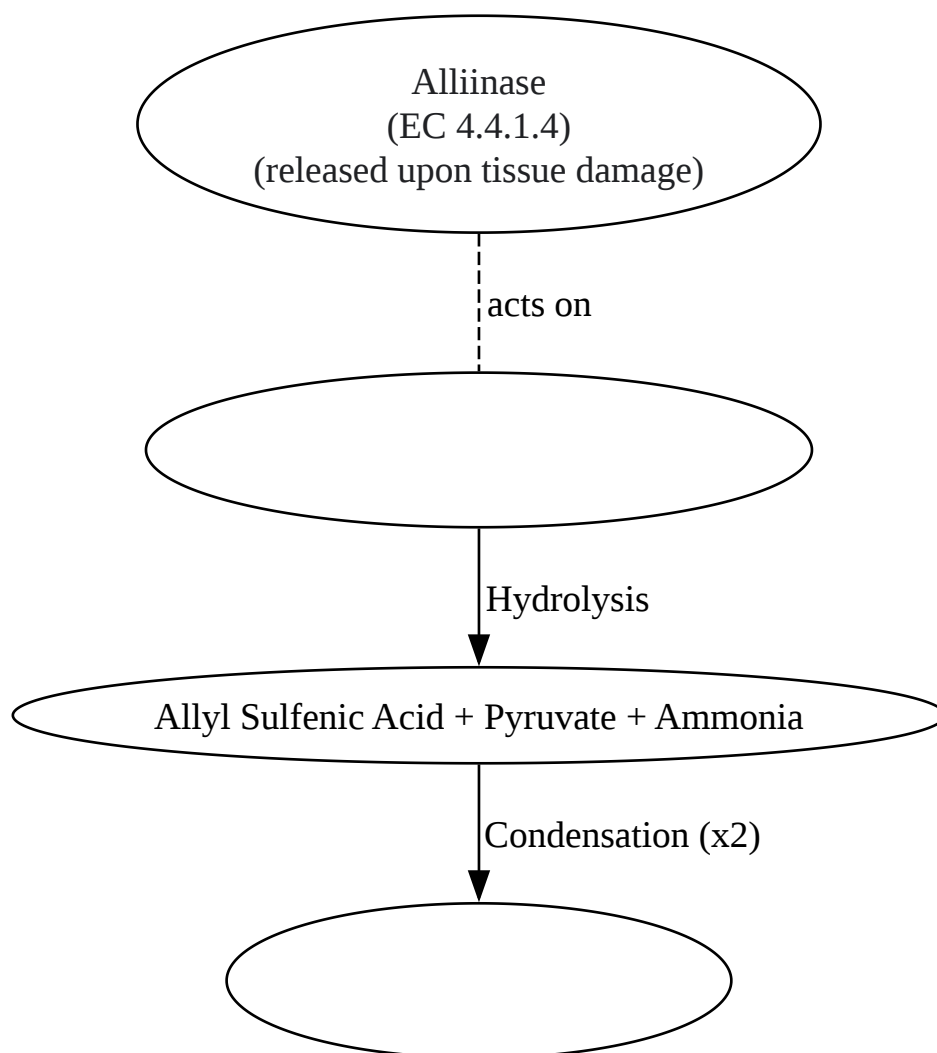 Alliinase
(EC 4.4.1.4)
(released upon tissue damage)
acts on
Hydrolysis
Allyl Sulfenic Acid + Pyruvate + Ammonia
Condensation (x2)